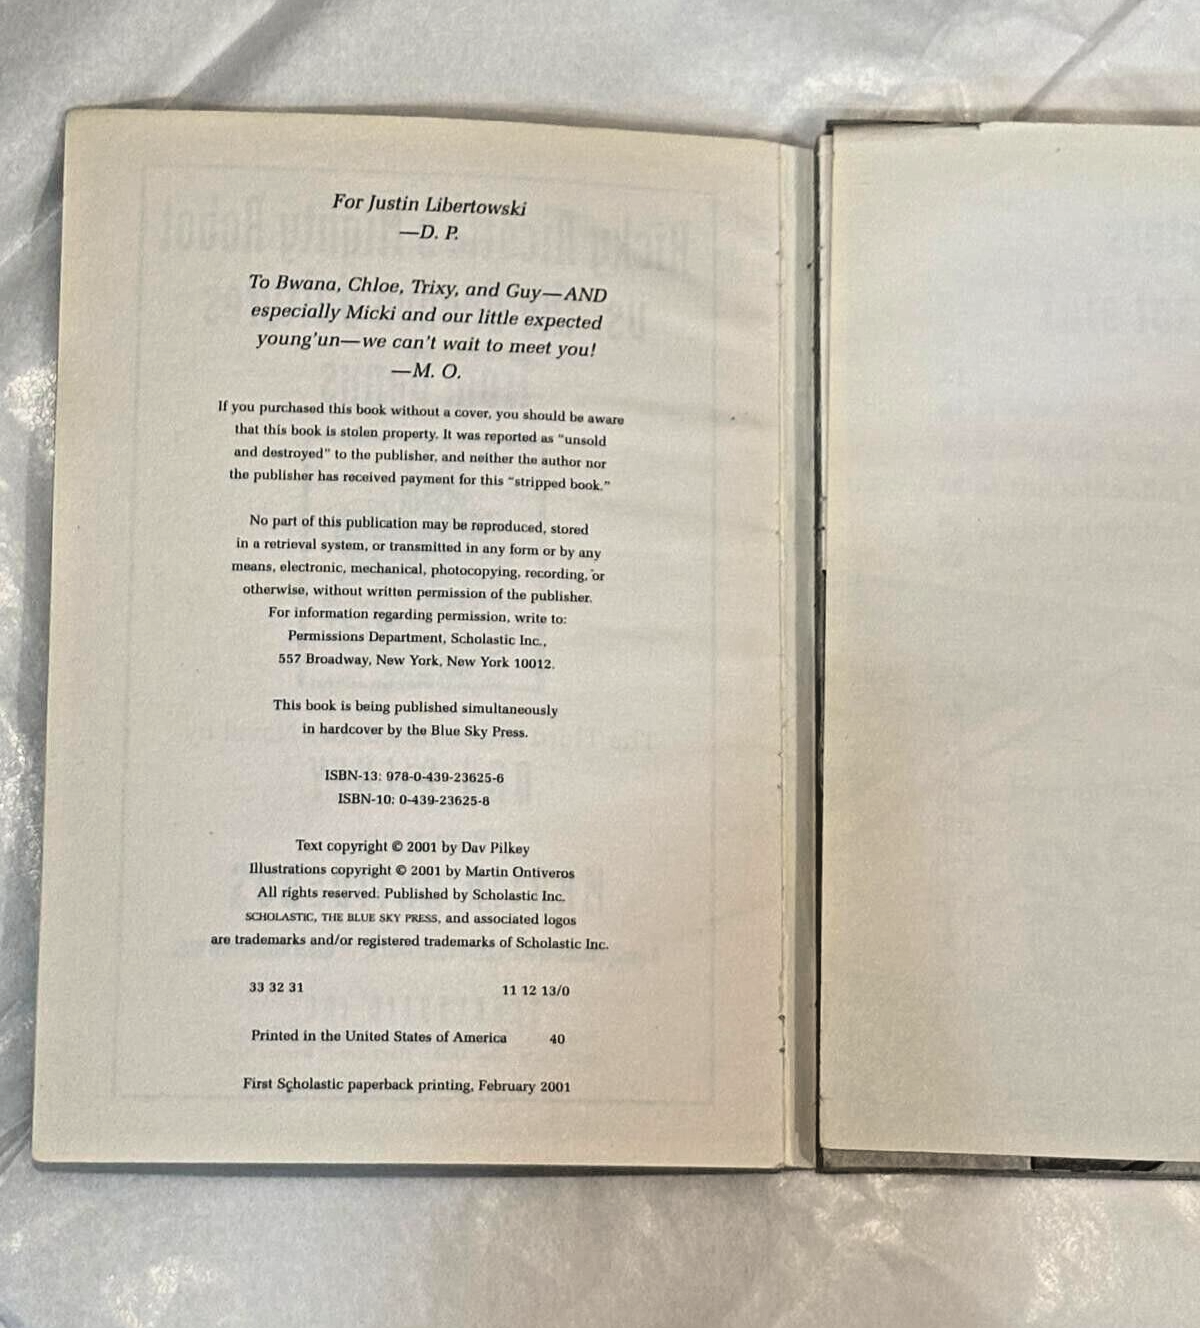 For Justin Libertowski
—D. P.
To Bwana, Chloe, Trixy, and Guy—AND
especially Micki and our little expected
young'un—we can't wait to meet you!
—M. O.
If you purchased this book without a cover, you should be aware
that this book is stolen property. It was reported as "unsold
and destroyed" to the publisher, and neither the author nor
the publisher has received payment for this "stripped book."
No part of this publication may be reproduced, stored
in a retrieval system, or transmitted in any form or by any
means, electronic, mechanical, photocopying, recording, or
otherwise, without written permission of the publisher.
For information regarding permission, write to:
Permissions Department, Scholastic Inc.,
557 Broadway, New York, New York 10012.
This book is being published simultaneously
in hardcover by the Blue Sky Press.
ISBN-13: 978-0-439-23625-6
ISBN-10: 0-439-23625-8
Text copyright © 2001 by Dav Pilkey
Illustrations copyright © 2001 by Martin Ontiveros
All rights reserved. Published by Scholastic Inc.
SCHOLASTIC, THE BLUE SKY PRESS, and associated logos
are trademarks and/or registered trademarks of Scholastic Inc.
33 32 31 11 12 13/0
Printed in the United States of America 40
First Scholastic paperback printing, February 2001